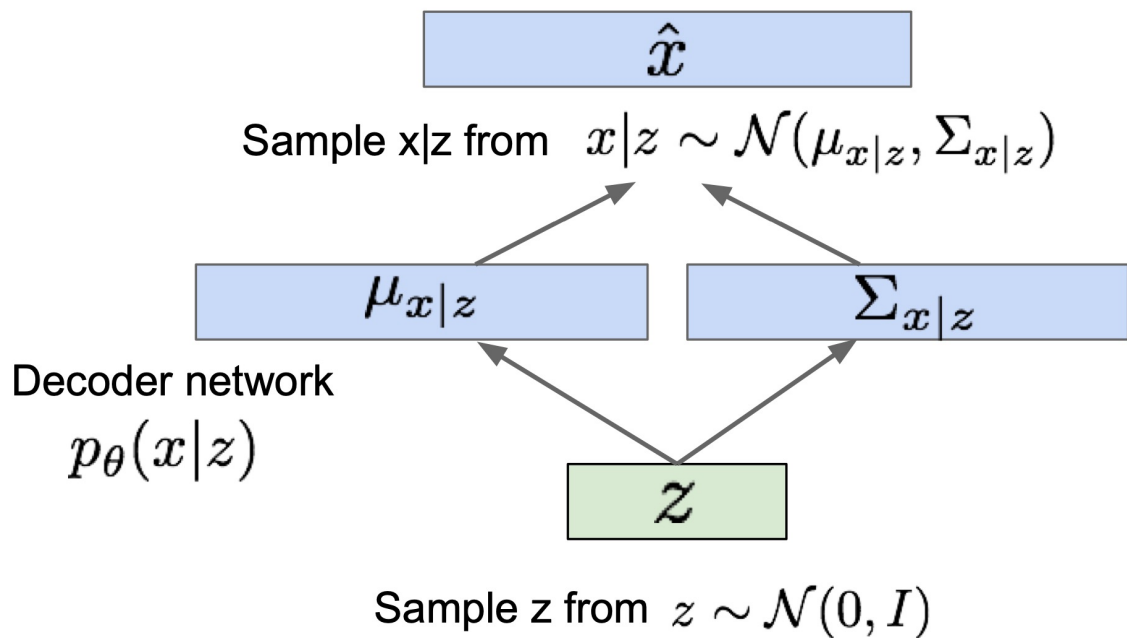 x̂
Sample x|z from x|z ∼ 𝒩(μ_{x|z}, Σ_{x|z})
μ_{x|z} Σ_{x|z}
Decoder network
p_θ(x|z)
z
Sample z from z ∼ 𝒩(0, I)